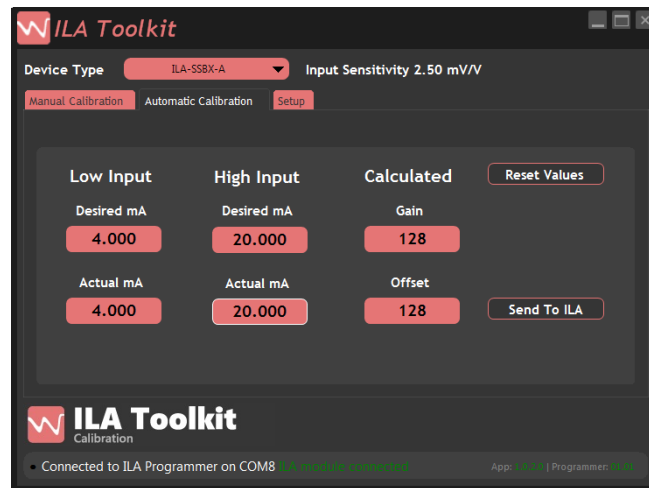 ILA Toolkit
Device Type ILA-SSBX-A Input Sensitivity 2.50 mV/V
Manual Calibration Automatic Calibration Setup
Low Input High Input Calculated Reset Values
Desired mA Desired mA Gain
4.000 20.000 128
Actual mA Actual mA Offset
4.000 20.000 128 Send To ILA
ILA Toolkit
Calibration
Connected to ILA Programmer on COM8 ILA module connected App: 1.0.2.0 | Programmer: 01.01